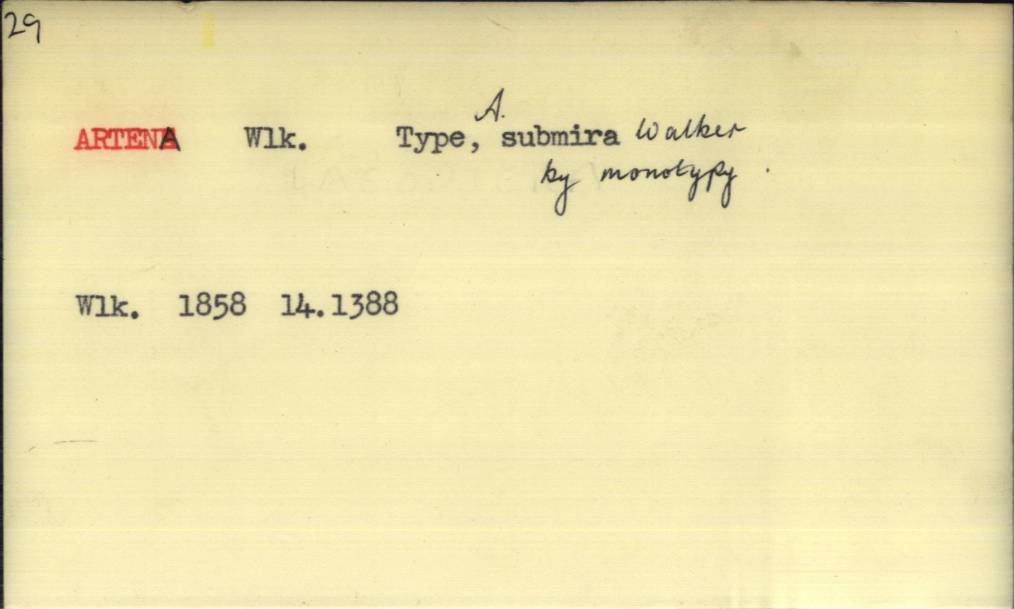 29
ARTENA Wlk. Type, A. submira Walker
by monotypy.
Wlk. 1858 14.1388